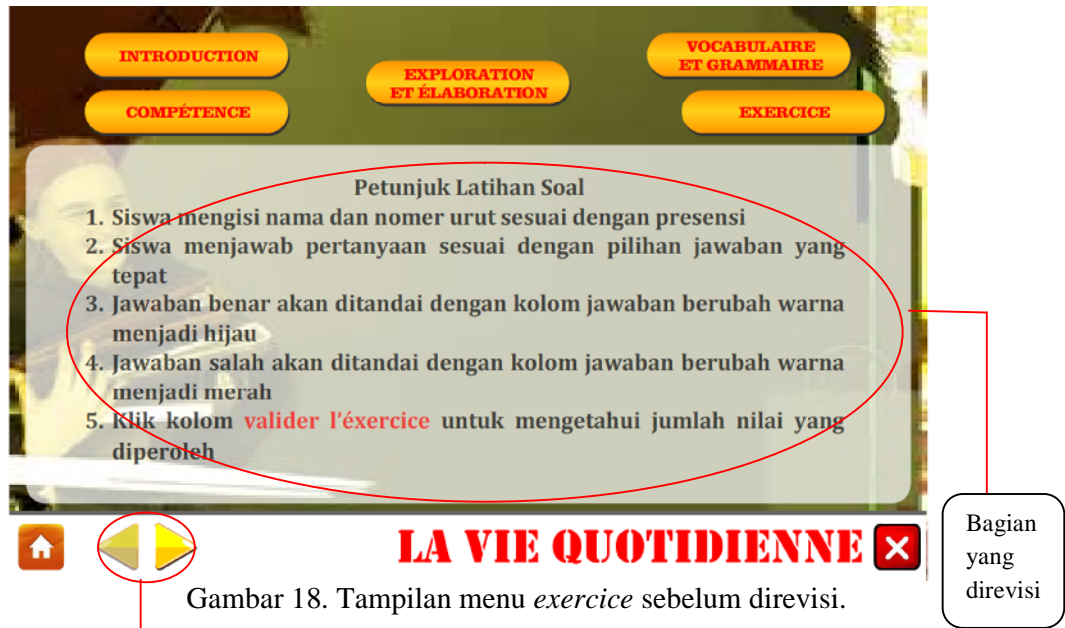 INTRODUCTION
COMPÉTENCE
EXPLORATION
ET ÉLABORATION
VOCABULAIRE
ET GRAMMAIRE
EXERCICE
Petunjuk Latihan Soal
1. Siswa mengisi nama dan nomer urut sesuai dengan presensi
2. Siswa menjawab pertanyaan sesuai dengan pilihan jawaban yang
tepat
3. Jawaban benar akan ditandai dengan kolom jawaban berubah warna
menjadi hijau
4. Jawaban salah akan ditandai dengan kolom jawaban berubah warna
menjadi merah
5. Klik kolom valider l'éxercice untuk mengetahui jumlah nilai yang
diperoleh
LA VIE QUOTIDIENNE
Bagian
yang
direvisi
Gambar 18. Tampilan menu exercice sebelum direvisi.